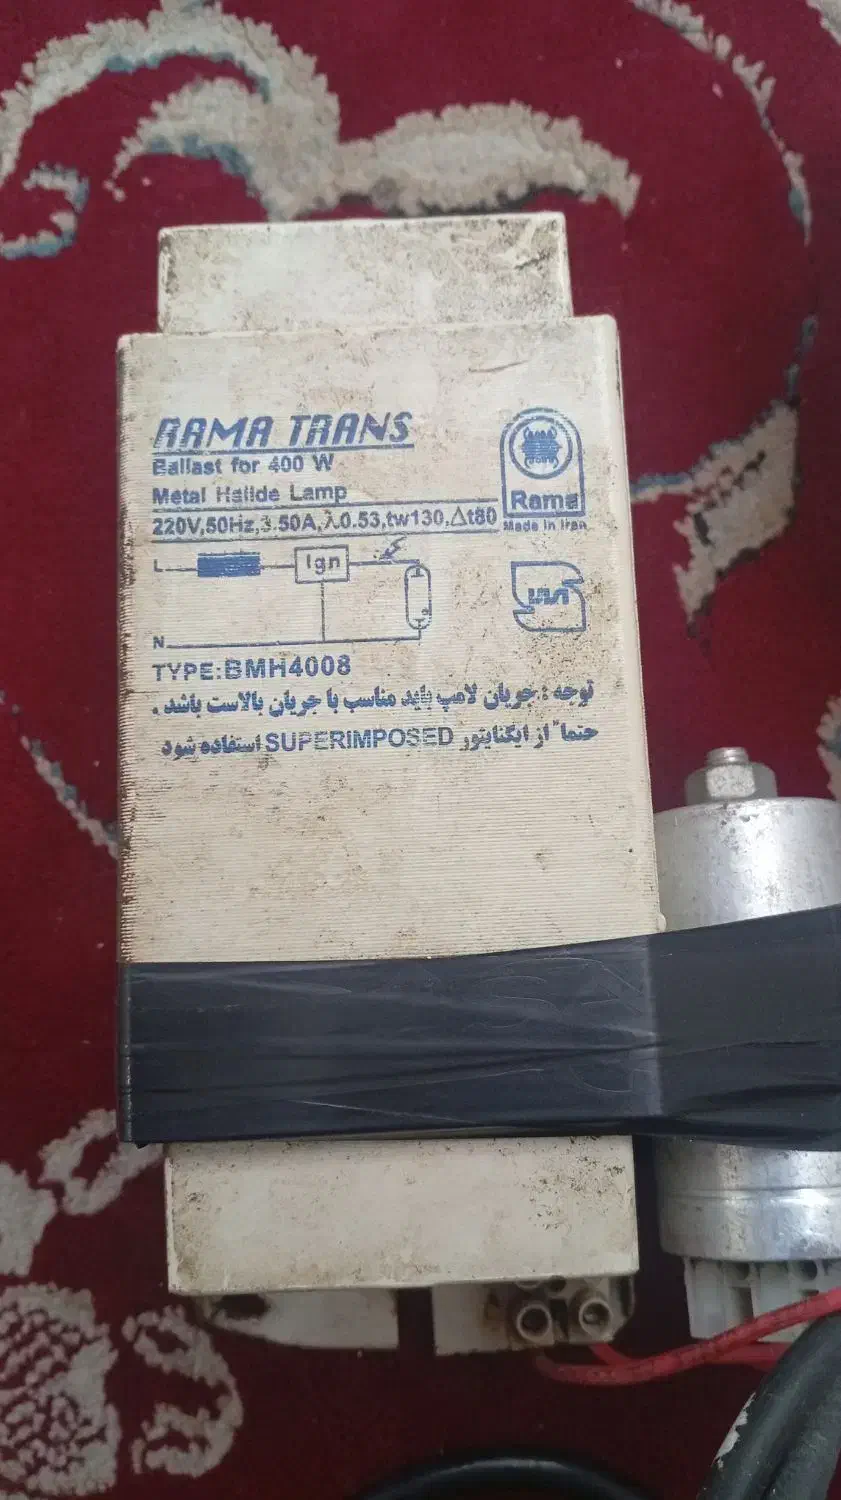 RAMA TRANS
Ballast for 400 W
Metal Halide Lamp
220V,50Hz,3.50A,λ0.53,tw130,Δt80
Rama
Made in Iran
L
Ign
N
TYPE:BMH4008
توجه : جریان لامپ باید مناسب با جریان بالاست باشد .
حتماً از ایگنایتور SUPERIMPOSED استفاده شود